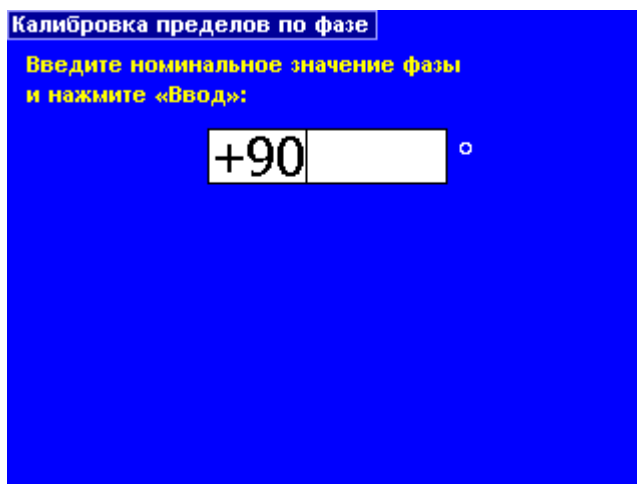 Калибровка пределов по фазе
Введите номинальное значение фазы
и нажмите «Ввод»:
+90 °